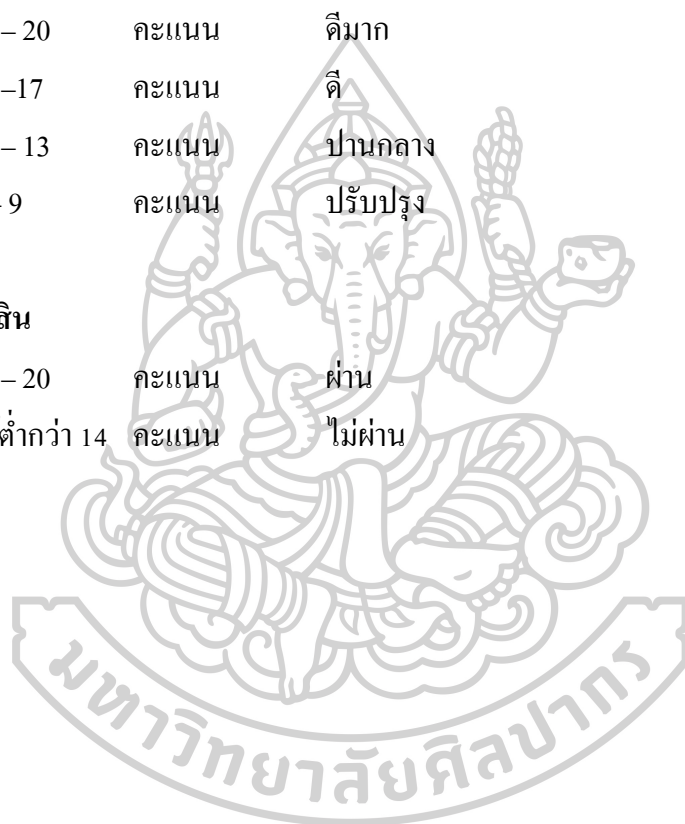 – 20 คะแนน ดีมาก
–17 คะแนน ดี
– 13 คะแนน ปานกลาง
- 9 คะแนน ปรับปรุง
สิน
– 20 คะแนน ผ่าน
ต่ำกว่า 14 คะแนน ไม่ผ่าน
มหาวิทยาลัยศิลปากร